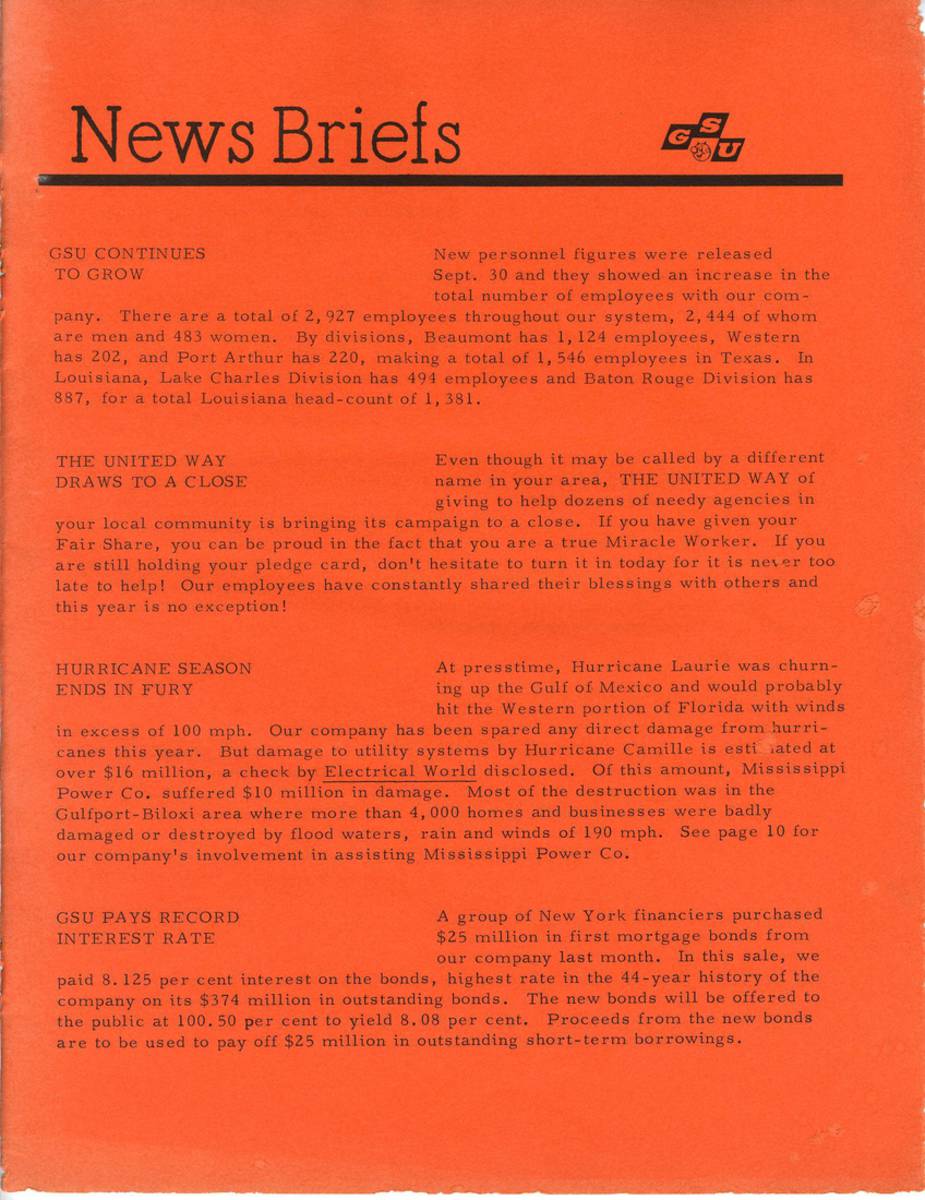 News Briefs
GSU
GSU CONTINUES
TO GROW
New personnel figures were released
Sept. 30 and they showed an increase in the
total number of employees with our com-
pany. There are a total of 2,927 employees throughout our system, 2,444 of whom
are men and 483 women. By divisions, Beaumont has 1,124 employees, Western
has 202, and Port Arthur has 220, making a total of 1,546 employees in Texas. In
Louisiana, Lake Charles Division has 494 employees and Baton Rouge Division has
887, for a total Louisiana head-count of 1,381.
THE UNITED WAY
DRAWS TO A CLOSE
Even though it may be called by a different
name in your area, THE UNITED WAY of
giving to help dozens of needy agencies in
your local community is bringing its campaign to a close. If you have given your
Fair Share, you can be proud in the fact that you are a true Miracle Worker. If you
are still holding your pledge card, don't hesitate to turn it in today for it is never too
late to help! Our employees have constantly shared their blessings with others and
this year is no exception!
HURRICANE SEASON
ENDS IN FURY
At presstime, Hurricane Laurie was churn-
ing up the Gulf of Mexico and would probably
hit the Western portion of Florida with winds
in excess of 100 mph. Our company has been spared any direct damage from hurri-
canes this year. But damage to utility systems by Hurricane Camille is estimated at
over $16 million, a check by Electrical World disclosed. Of this amount, Mississippi
Power Co. suffered $10 million in damage. Most of the destruction was in the
Gulfport-Biloxi area where more than 4,000 homes and businesses were badly
damaged or destroyed by flood waters, rain and winds of 190 mph. See page 10 for
our company's involvement in assisting Mississippi Power Co.
GSU PAYS RECORD
INTEREST RATE
A group of New York financiers purchased
$25 million in first mortgage bonds from
our company last month. In this sale, we
paid 8.125 per cent interest on the bonds, highest rate in the 44-year history of the
company on its $374 million in outstanding bonds. The new bonds will be offered to
the public at 100.50 per cent to yield 8.08 per cent. Proceeds from the new bonds
are to be used to pay off $25 million in outstanding short-term borrowings.